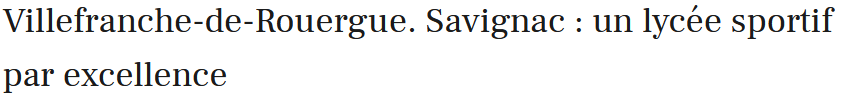 Villefranche-de-Rouergue. Savignac : un lycée sportif
par excellence